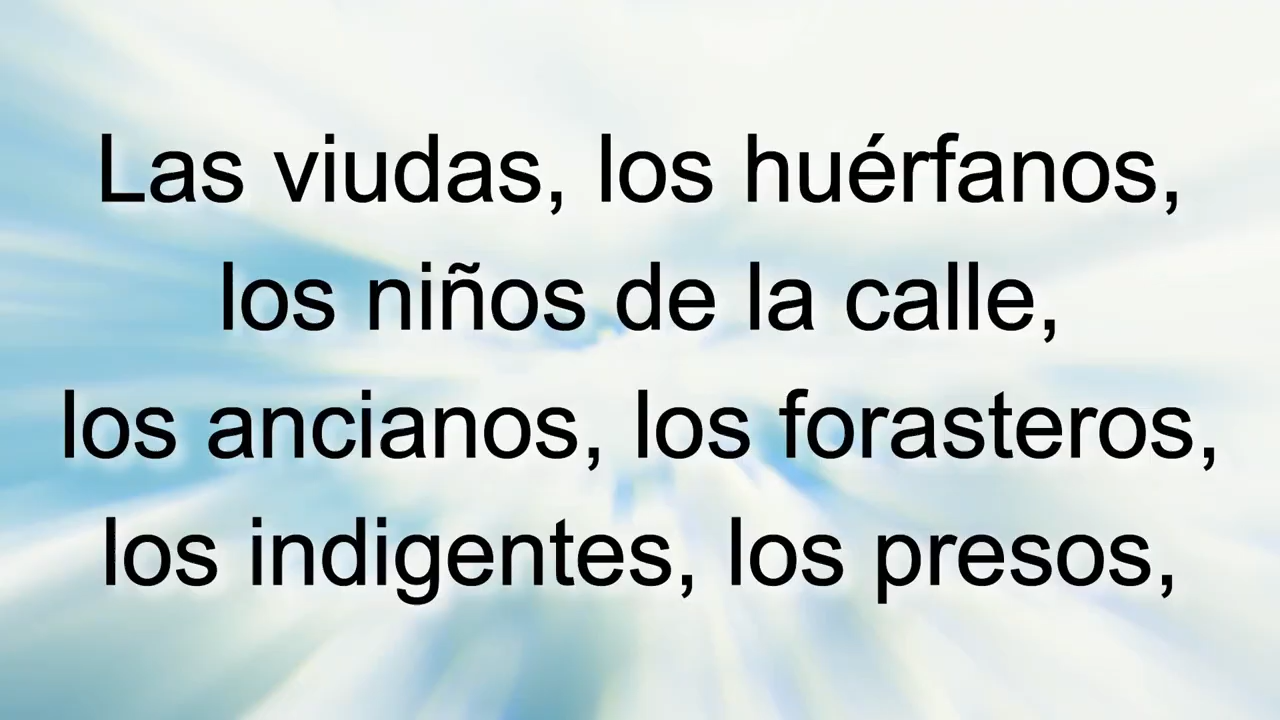 Las viudas, los huérfanos,
los niños de la calle,
los ancianos, los forasteros,
los indigentes, los presos,